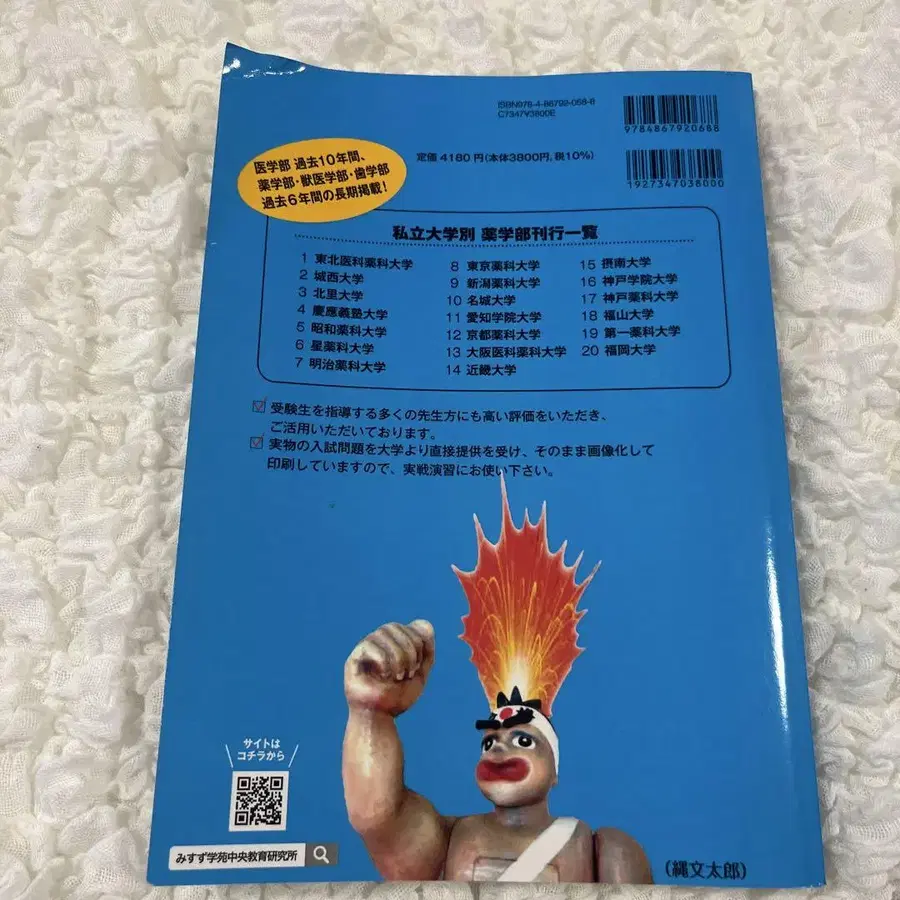 ISBN978-4-86792-068-8
C7347¥3800E
9784867920688
定価 4180 円(本体3800円,税10%)
1927347038000
医学部 過去10年間、
薬学部・獣医学部・歯学部
過去6年間の長期掲載!
私立大学別 薬学部刊行一覧
1 東北医科薬科大学
2 城西大学
3 北里大学
4 慶應義塾大学
5 昭和薬科大学
6 星薬科大学
7 明治薬科大学
8 東京薬科大学
9 新潟薬科大学
10 名城大学
11 愛知学院大学
12 京都薬科大学
13 大阪医科薬科大学
14 近畿大学
15 摂南大学
16 神戸学院大学
17 神戸薬科大学
18 福山大学
19 第一薬科大学
20 福岡大学
受験生を指導する多くの先生方にも高い評価をいただき、
ご活用いただいております。
実物の入試問題を大学より直接提供を受け、そのまま画像化して
印刷していますので、実戦演習にお使い下さい。
サイトは
コチラから
みすず学苑中央教育研究所
(縄文太郎)